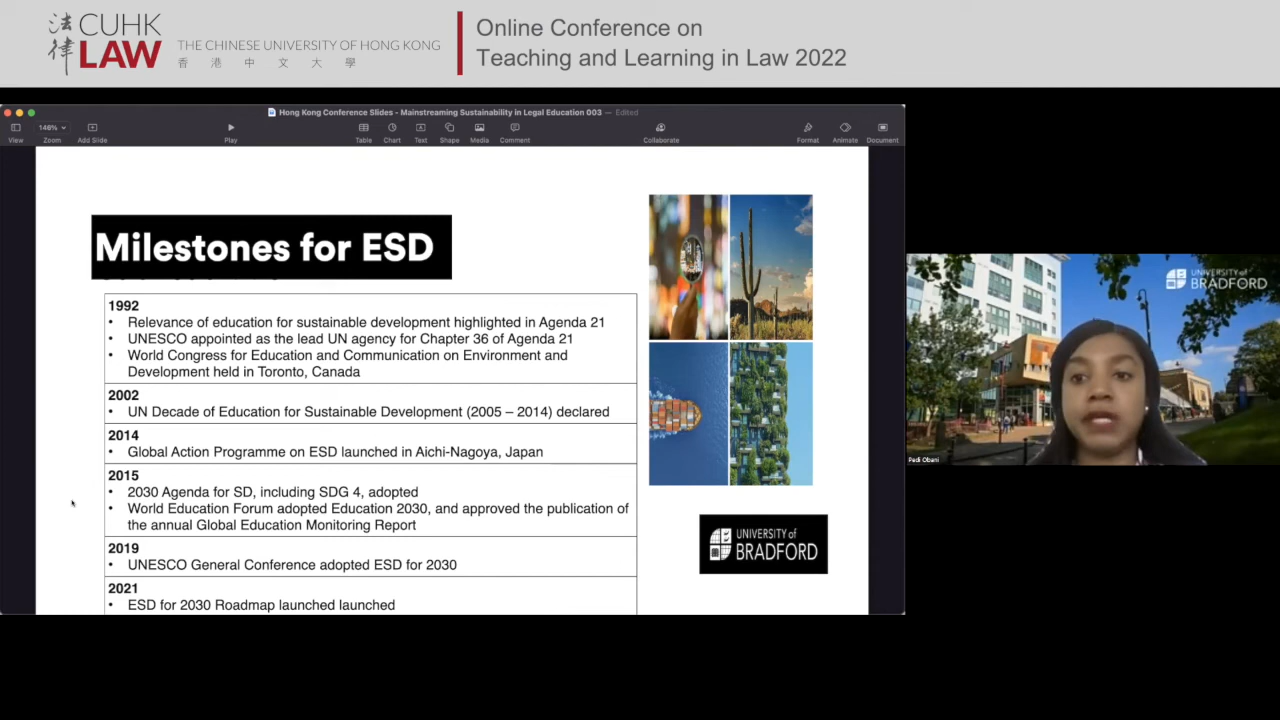 法律
CUHK
LAW
THE CHINESE UNIVERSITY OF HONG KONG
香港中文大學
Online Conference on
Teaching and Learning in Law 2022
Hong Kong Conference Slides - Mainstreaming Sustainability in Legal Education 003 — Edited
146%
View
Zoom
Add Slide
Play
Table
Chart
Text
Shape
Media
Comment
Collaborate
Format
Animate
Document
Milestones for ESD
1992
• Relevance of education for sustainable development highlighted in Agenda 21
• UNESCO appointed as the lead UN agency for Chapter 36 of Agenda 21
• World Congress for Education and Communication on Environment and
Development held in Toronto, Canada
2002
• UN Decade of Education for Sustainable Development (2005 – 2014) declared
2014
• Global Action Programme on ESD launched in Aichi-Nagoya, Japan
2015
• 2030 Agenda for SD, including SDG 4, adopted
• World Education Forum adopted Education 2030, and approved the publication of
the annual Global Education Monitoring Report
2019
• UNESCO General Conference adopted ESD for 2030
2021
• ESD for 2030 Roadmap launched launched
UNIVERSITY of
BRADFORD
UNIVERSITY of
BRADFORD
Pedi Obani